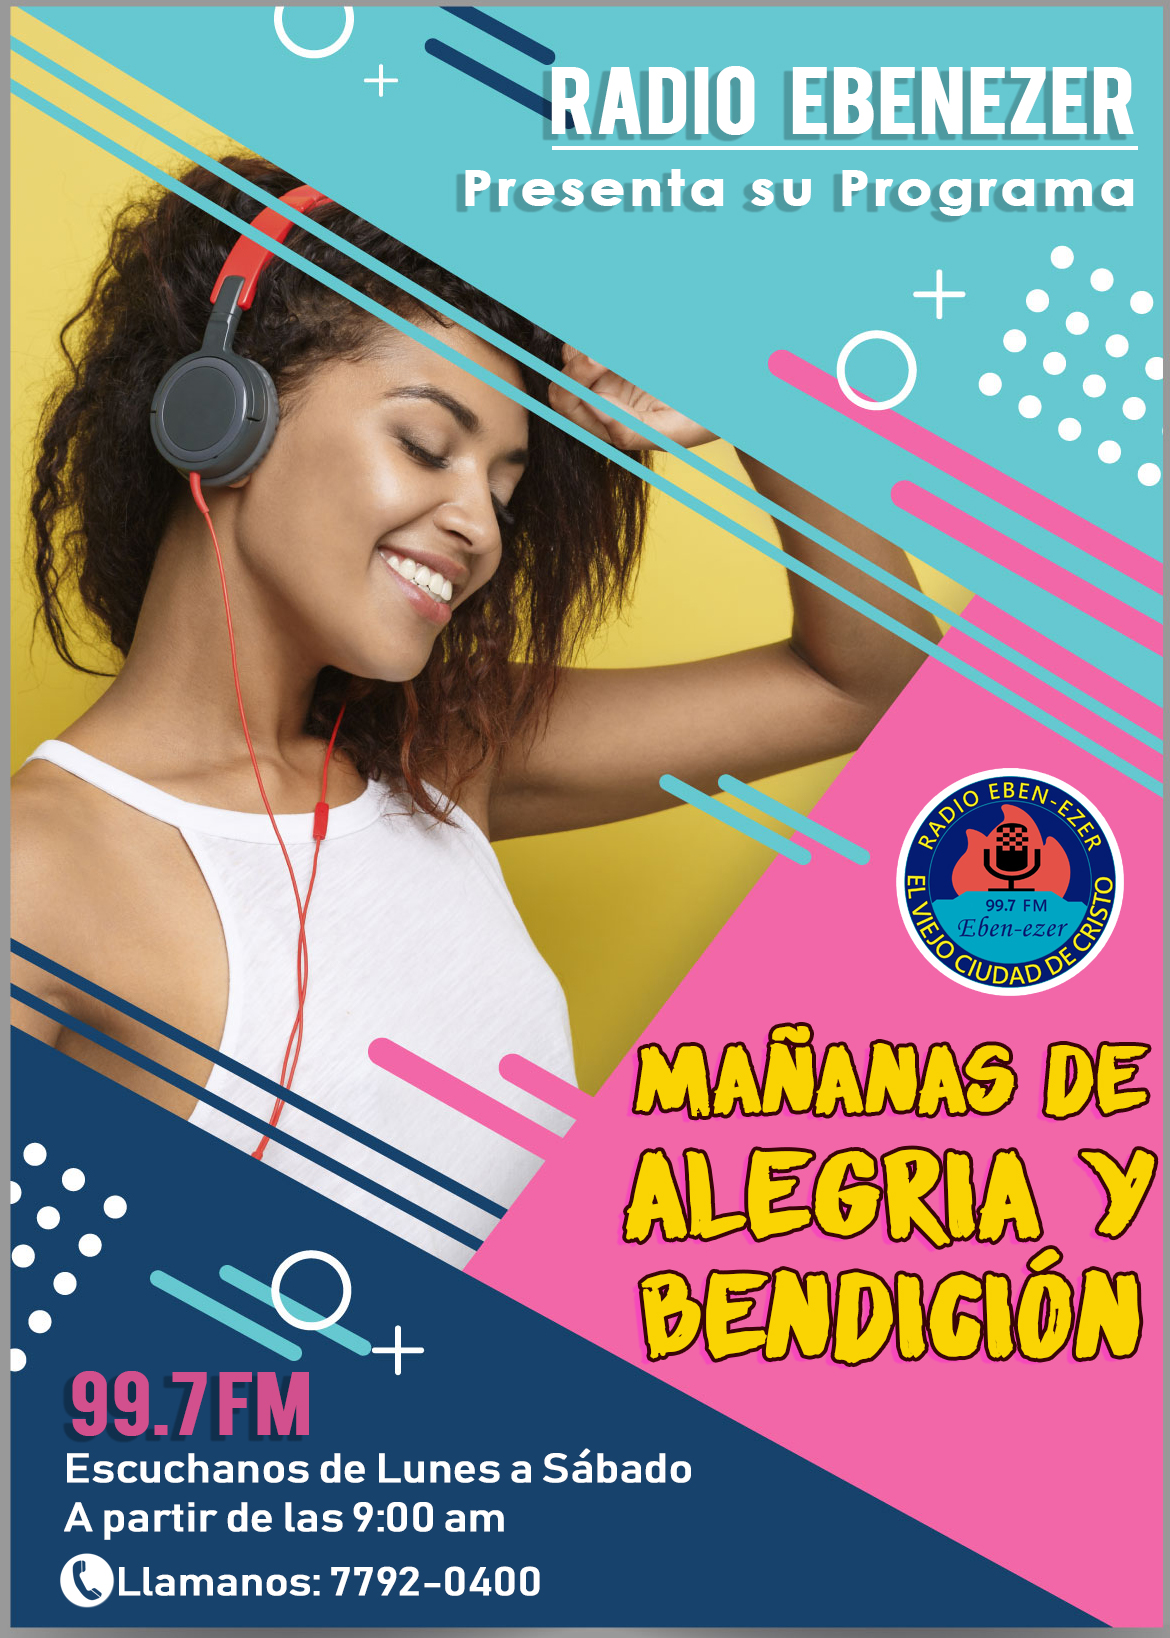 RADIO EBENEZER
Presenta su Programa
RADIO EBEN-EZER
99.7 FM
Eben-ezer
EL VIEJO CIUDAD DE CRISTO
MAÑANAS DE
ALEGRIA Y
BENDICIÓN
99.7FM
Escuchanos de Lunes a Sábado
A partir de las 9:00 am
Llamanos: 7792-0400